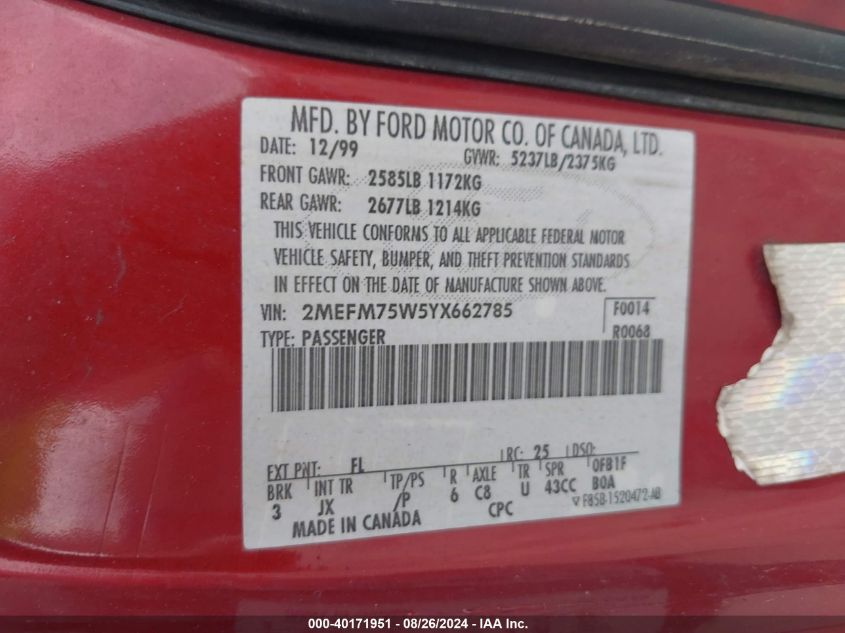 MFD. BY FORD MOTOR CO. OF CANADA, LTD.
DATE: 12/99 GVWR: 5237LB/2375KG
FRONT GAWR: 2585LB 1172KG
REAR GAWR: 2677LB 1214KG
THIS VEHICLE CONFORMS TO ALL APPLICABLE FEDERAL MOTOR
VEHICLE SAFETY, BUMPER, AND THEFT PREVENTION STANDARDS
IN EFFECT ON THE DATE OF MANUFACTURE SHOWN ABOVE.
VIN: 2MEFM75W5YX662785 F0014
TYPE: PASSENGER R0068
EXT PNT: FL RC: 25 DSO:
BRK INT TR TP/PS R AXLE TR SPR OFB1F
3 JX /P 6 C8 U 43CC BOA
MADE IN CANADA CPC F85B-1520472-AB
000-40171951 - 08/26/2024 - IAA Inc.